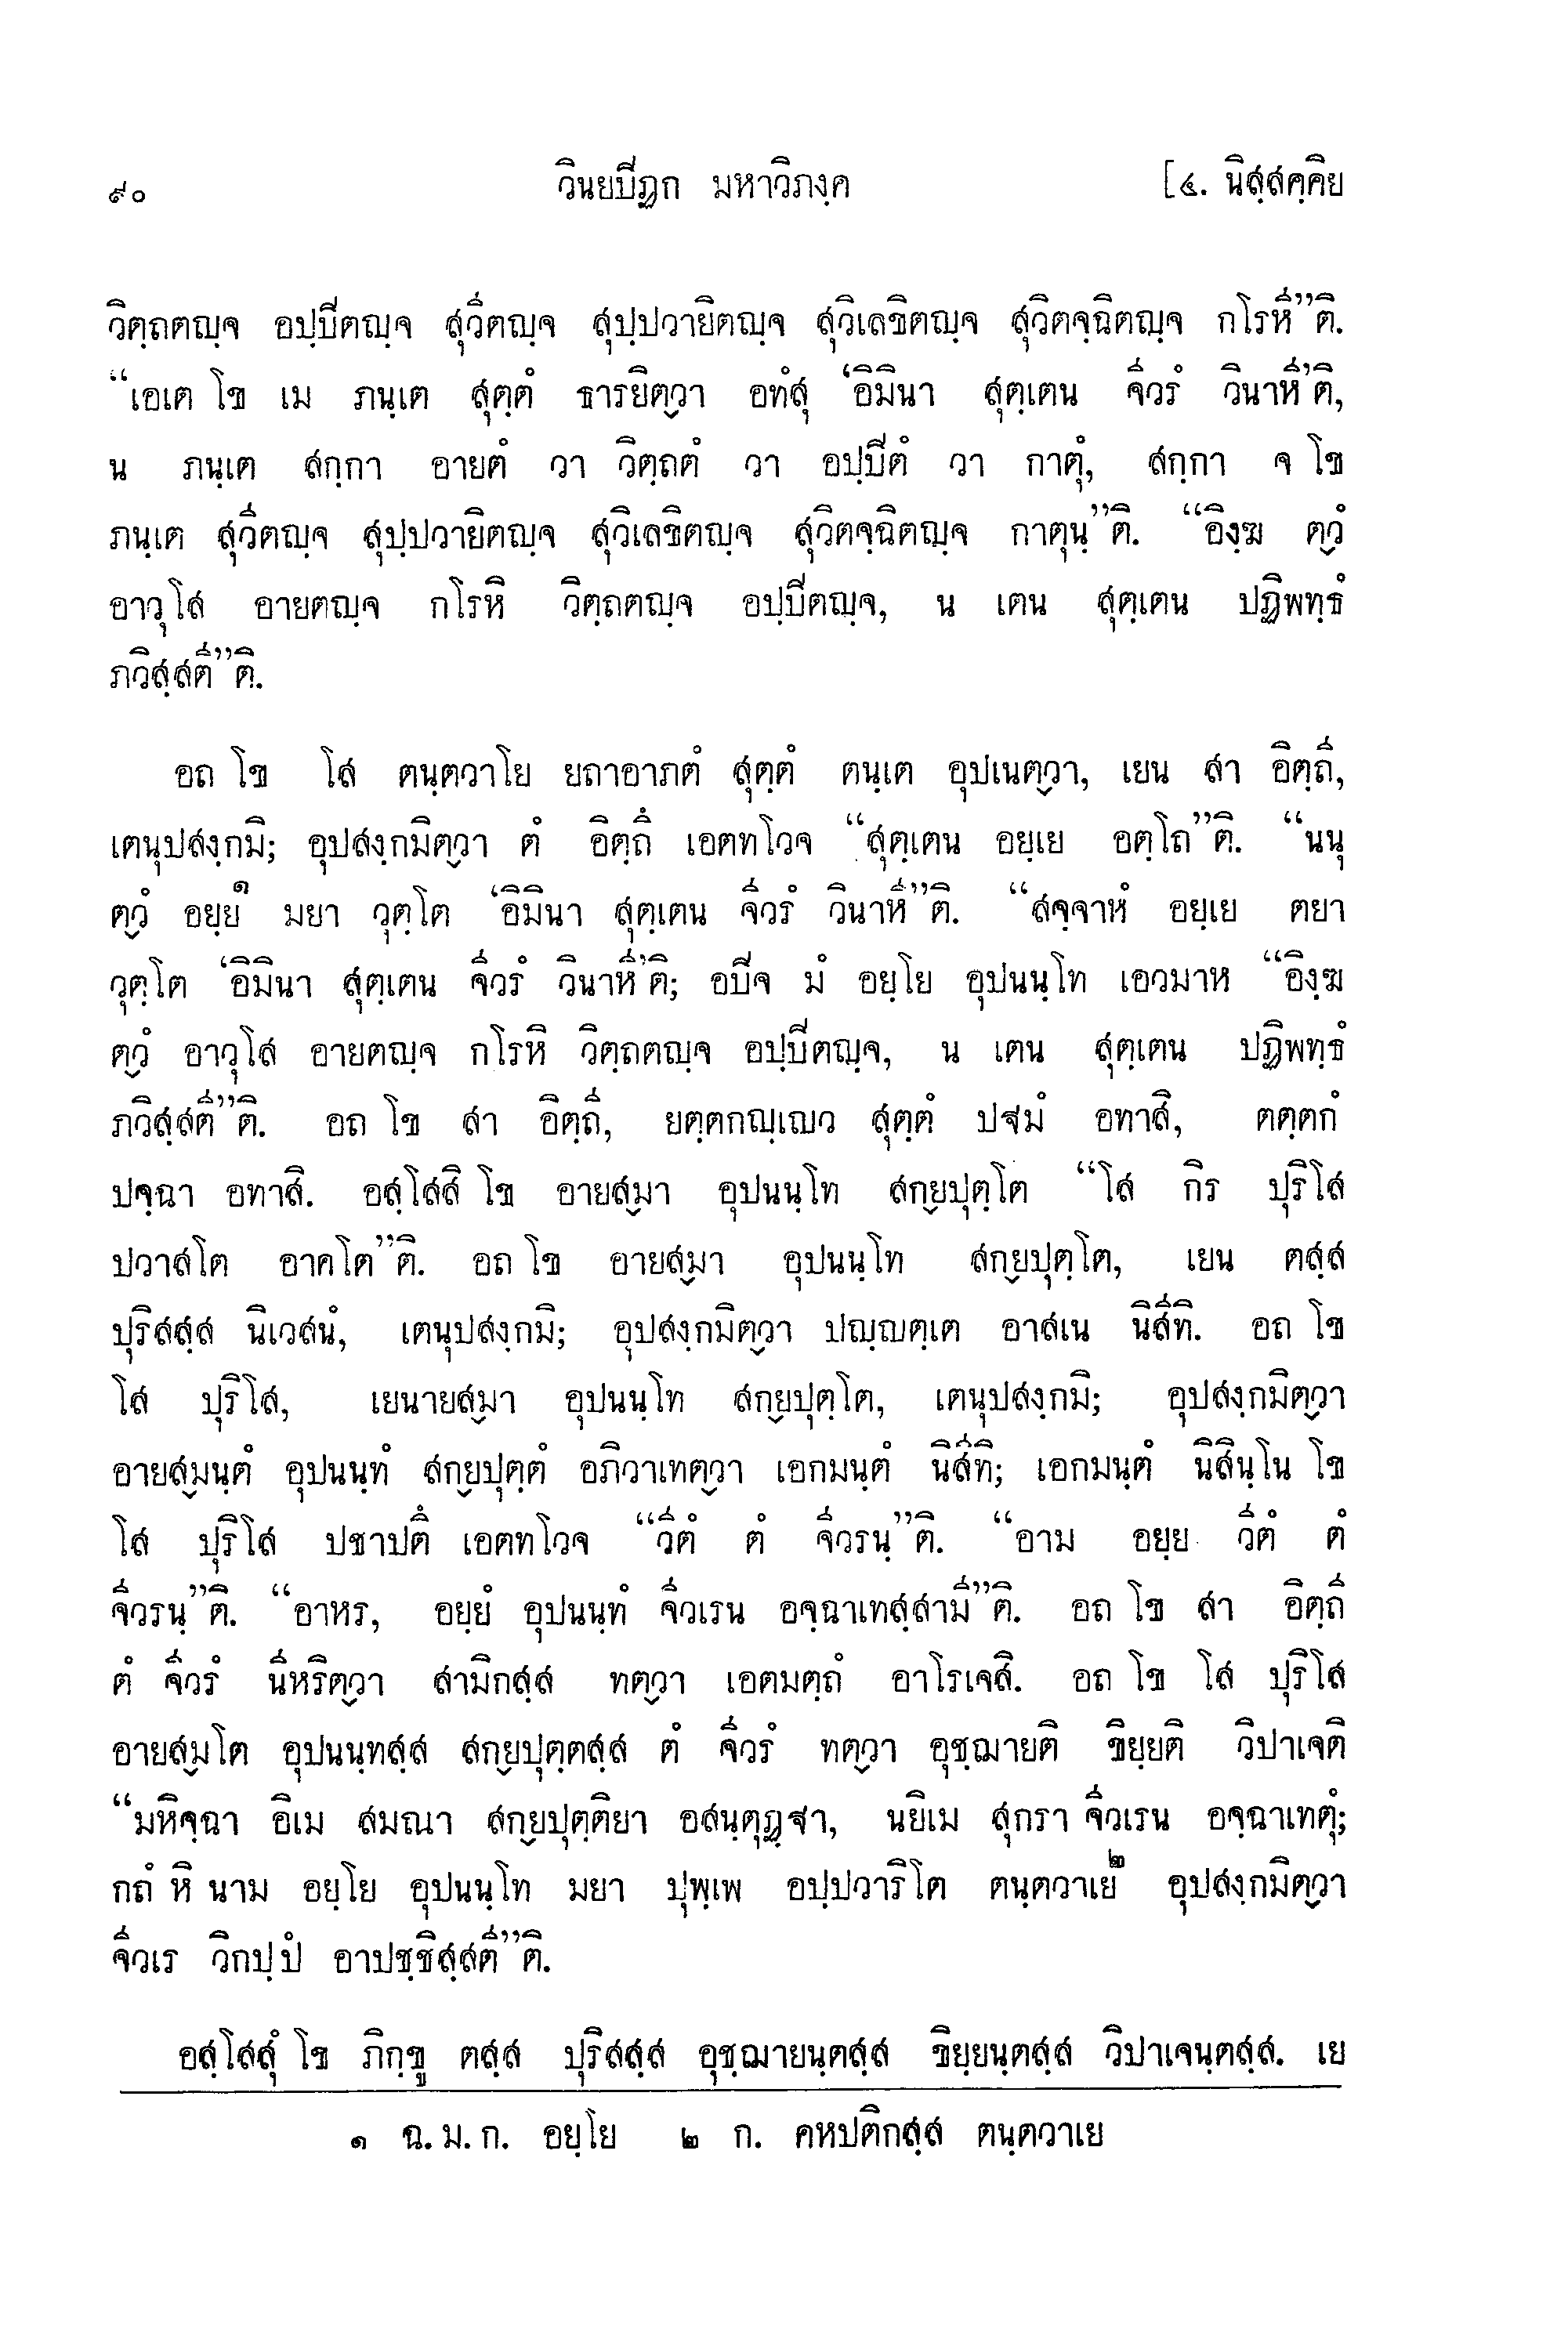 ๙๐ วินยปิฏก มหาวิภงฺค [๔. นิสฺสคฺคิย
วิตฺถตญฺจ อปฺปีตญฺจ สุวีตญฺจ สุปฺปวายิตญฺจ สุวิเลขิตญฺจ สุวิตจฺฉิตญฺจ กโรหี”ติ.
“เอเต โข เม ภนฺเต สุตฺตํ ธารยิตฺวา อทํสุ ‘อิมินา สุตฺเตน จีวรํ วินาหี’ติ,
น ภนฺเต สกฺกา อายตํ วา วิตฺถตํ วา อปฺปีตํ วา กาตุํ, สกฺกา จ โข
ภนฺเต สุวีตญฺจ สุปฺปวายิตญฺจ สุวิเลขิตญฺจ สุวิตจฺฉิตญฺจ กาตุนฺ”ติ. “อิงฺฆ ตฺวํ
อาวุโส อายตญฺจ กโรหิ วิตฺถตญฺจ อปฺปีตญฺจ, น เตน สุตฺเตน ปฏิพทฺธํ
ภวิสฺสตี”ติ.
อถ โข โส ตนฺตวาโย ยถาอาภตํ สุตฺตํ ตนฺเต อุปเนตฺวา, เยน สา อิตฺถี,
เตนุปสงฺกมิ; อุปสงฺกมิตฺวา ตํ อิตฺถึ เอตทโวจ “สุตฺเตน อยฺเย อตฺโถ”ติ. “นนุ
ตฺวํ อยฺย๑ มยา วุตฺโต ‘อิมินา สุตฺเตน จีวรํ วินาหี”ติ. “สจฺจาหํ อยฺเย ตยา
วุตฺโต ‘อิมินา สุตฺเตน จีวรํ วินาหี’ติ; อปิจ มํ อยฺโย อุปนนฺโท เอวมาห “อิงฺฆ
ตฺวํ อาวุโส อายตญฺจ กโรหิ วิตฺถตญฺจ อปฺปีตญฺจ, น เตน สุตฺเตน ปฏิพทฺธํ
ภวิสฺสตี”ติ. อถ โข สา อิตฺถี, ยตฺตกญฺเญว สุตฺตํ ปฐมํ อทาสิ, ตตฺตกํ
ปจฺฉา อทาสิ. อสฺโสสิ โข อายสฺมา อุปนนฺโท สกฺยปุตฺโต “โส กิร ปุริโส
ปวาสโต อาคโต”ติ. อถ โข อายสฺมา อุปนนฺโท สกฺยปุตฺโต, เยน ตสฺส
ปุริสสฺส นิเวสนํ, เตนุปสงฺกมิ; อุปสงฺกมิตฺวา ปญฺญตฺเต อาสเน นิสีทิ. อถ โข
โส ปุริโส, เยนายสฺมา อุปนนฺโท สกฺยปุตฺโต, เตนุปสงฺกมิ; อุปสงฺกมิตฺวา
อายสฺมนฺตํ อุปนนฺทํ สกฺยปุตฺตํ อภิวาเทตฺวา เอกมนฺตํ นิสีทิ; เอกมนฺตํ นิสินฺโน โข
โส ปุริโส ปชาปตึ เอตทโวจ “วีตํ ตํ จีวรนฺ”ติ. “อาม อยฺย วีตํ ตํ
จีวรนฺ”ติ. “อาหร, อยฺยํ อุปนนฺทํ จีวเรน อจฺฉาเทสฺสามี”ติ. อถ โข สา อิตฺถี
ตํ จีวรํ นีหริตฺวา สามิกสฺส ทตฺวา เอตมตฺถํ อาโรเจสิ. อถ โข โส ปุริโส
อายสฺมโต อุปนนฺทสฺส สกฺยปุตฺตสฺส ตํ จีวรํ ทตฺวา อุชฺฌายติ ขิยฺยติ วิปาเจติ
“มหิจฺฉา อิเม สมณา สกฺยปุตฺติยา อสนฺตุฏฺฐา, นยิเม สุกรา จีวเรน อจฺฉาเทตุํ;
กถํ หิ นาม อยฺโย อุปนนฺโท มยา ปุพฺเพ อปฺปวาริโต ตนฺตวาเย๒ อุปสงฺกมิตฺวา
จีวเร วิกปฺปํ อาปชฺชิสฺสตี”ติ.
อสฺโสสุํ โข ภิกฺขู ตสฺส ปุริสสฺส อุชฺฌายนฺตสฺส ขิยฺยนฺตสฺส วิปาเจนฺตสฺส. เย
๑ ฉ. ม. ก. อยฺโย ๒ ก. คหปติกสฺส ตนฺตวาเย